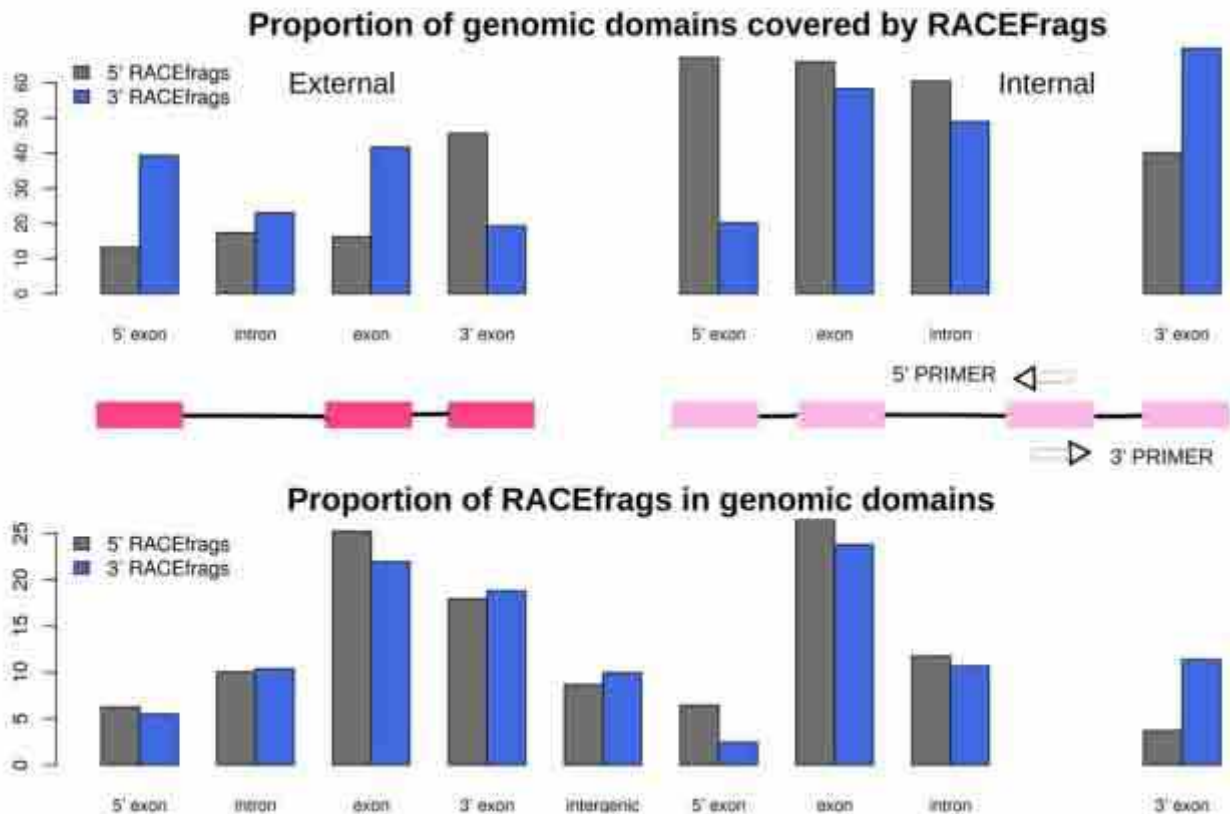 Proportion of genomic domains covered by RACEFrags
5' RACEfrags
3' RACEfrags
External
Internal
0 10 20 30 40 50 60
5' exon intron exon 3' exon 5' exon exon intron 3' exon
5' PRIMER
3' PRIMER
Proportion of RACEfrags in genomic domains
5' RACEfrags
3' RACEfrags
0 5 10 15 20 25
5' exon intron exon 3' exon intergenic 5' exon exon intron 3' exon